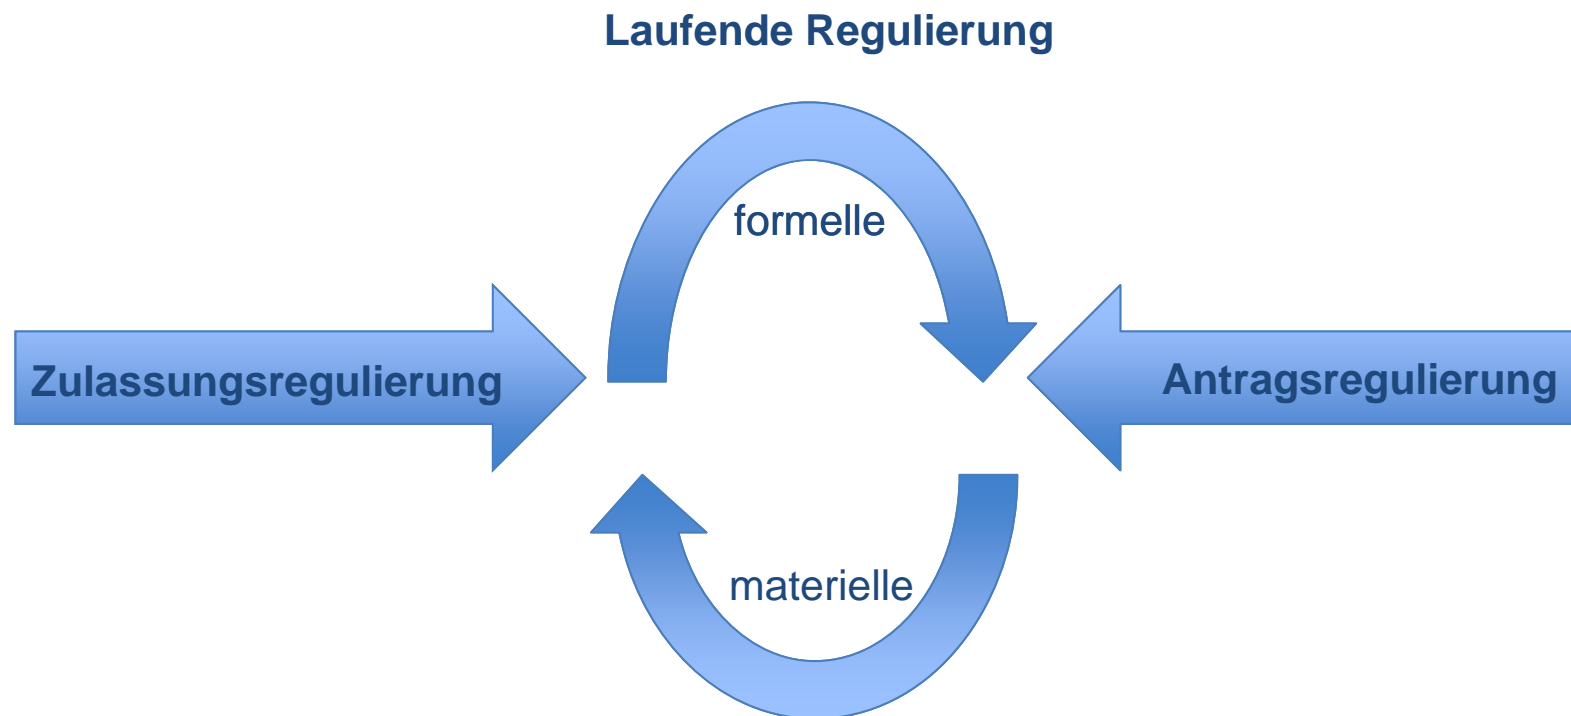 Laufende Regulierung
formelle
Zulassungsregulierung
Antragsregulierung
materielle